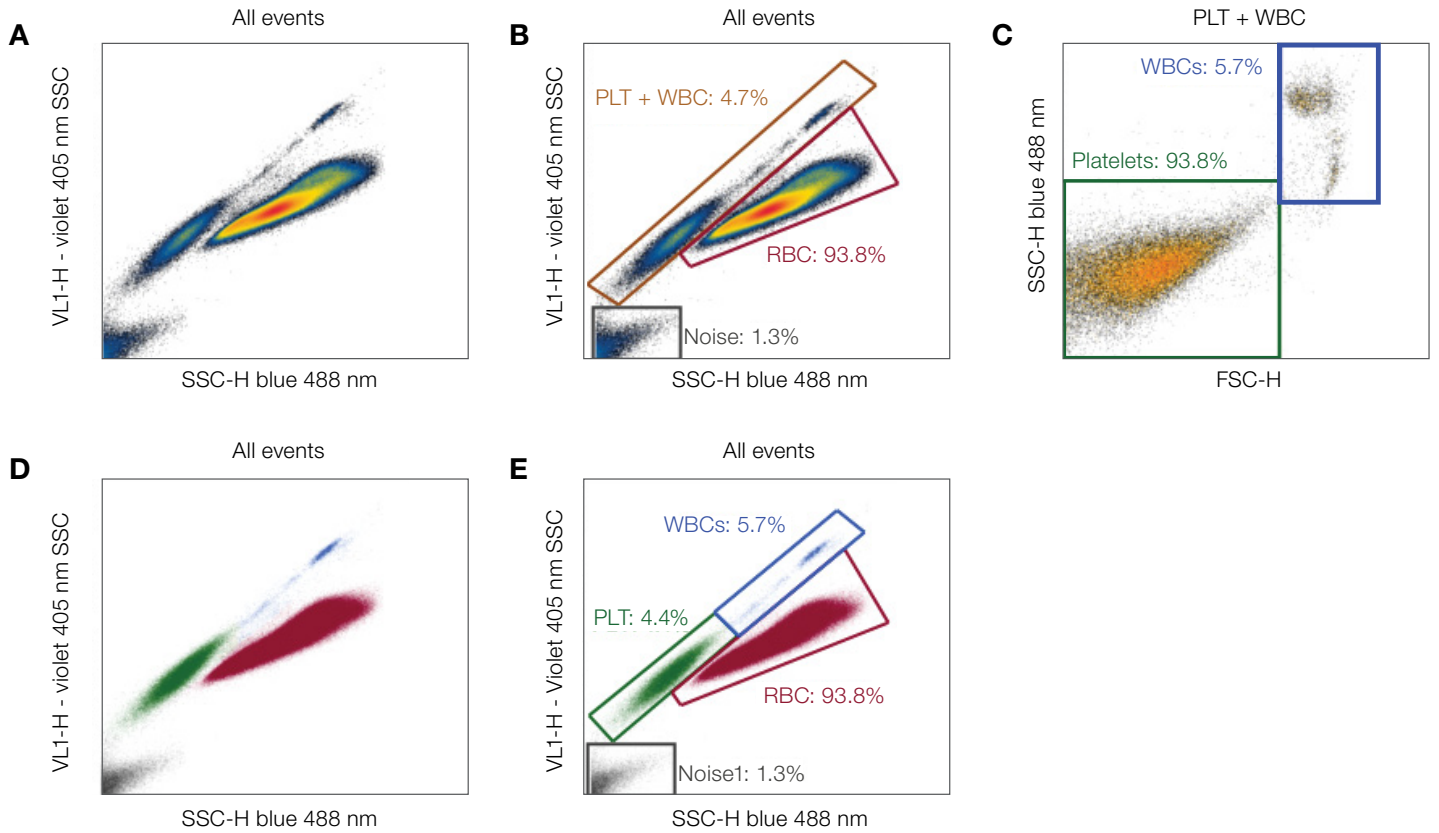 A
All events
VL1-H - violet 405 nm SSC
SSC-H blue 488 nm
B
All events
VL1-H - violet 405 nm SSC
PLT + WBC: 4.7%
RBC: 93.8%
Noise: 1.3%
SSC-H blue 488 nm
C
PLT + WBC
SSC-H blue 488 nm
WBCs: 5.7%
Platelets: 93.8%
FSC-H
D
All events
VL1-H - violet 405 nm SSC
SSC-H blue 488 nm
E
All events
VL1-H - Violet 405 nm SSC
WBCs: 5.7%
PLT: 4.4%
RBC: 93.8%
Noise1: 1.3%
SSC-H blue 488 nm